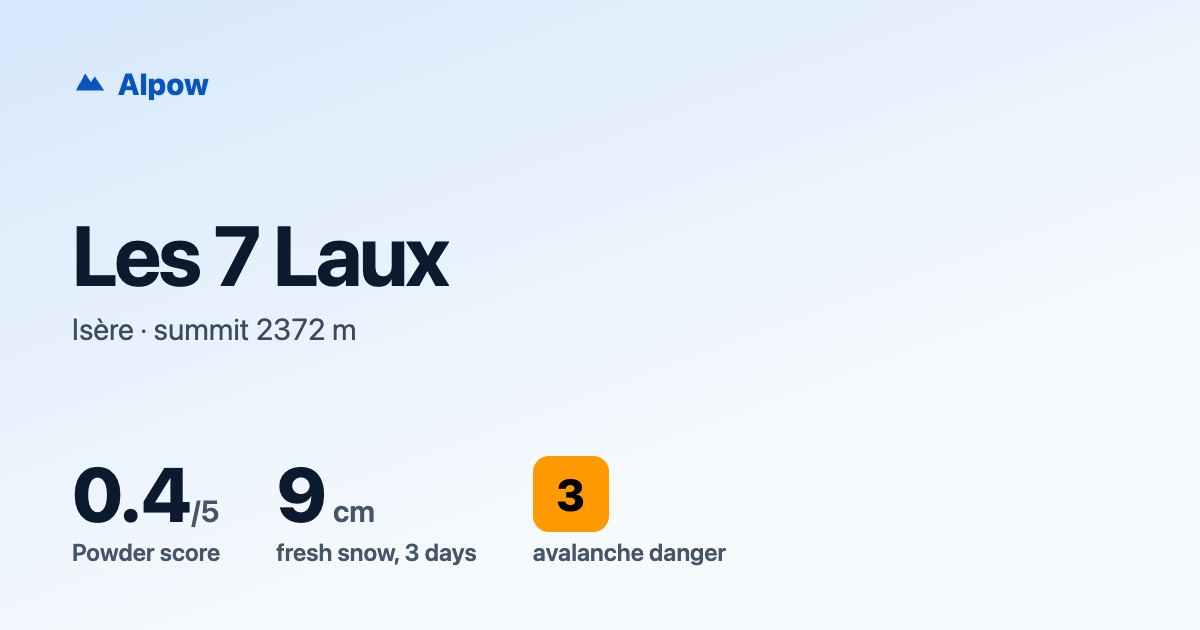 Alpow
Les 7 Laux
Isère · summit 2372 m
0.4/5
Powder score
9 cm
fresh snow, 3 days
3
avalanche danger